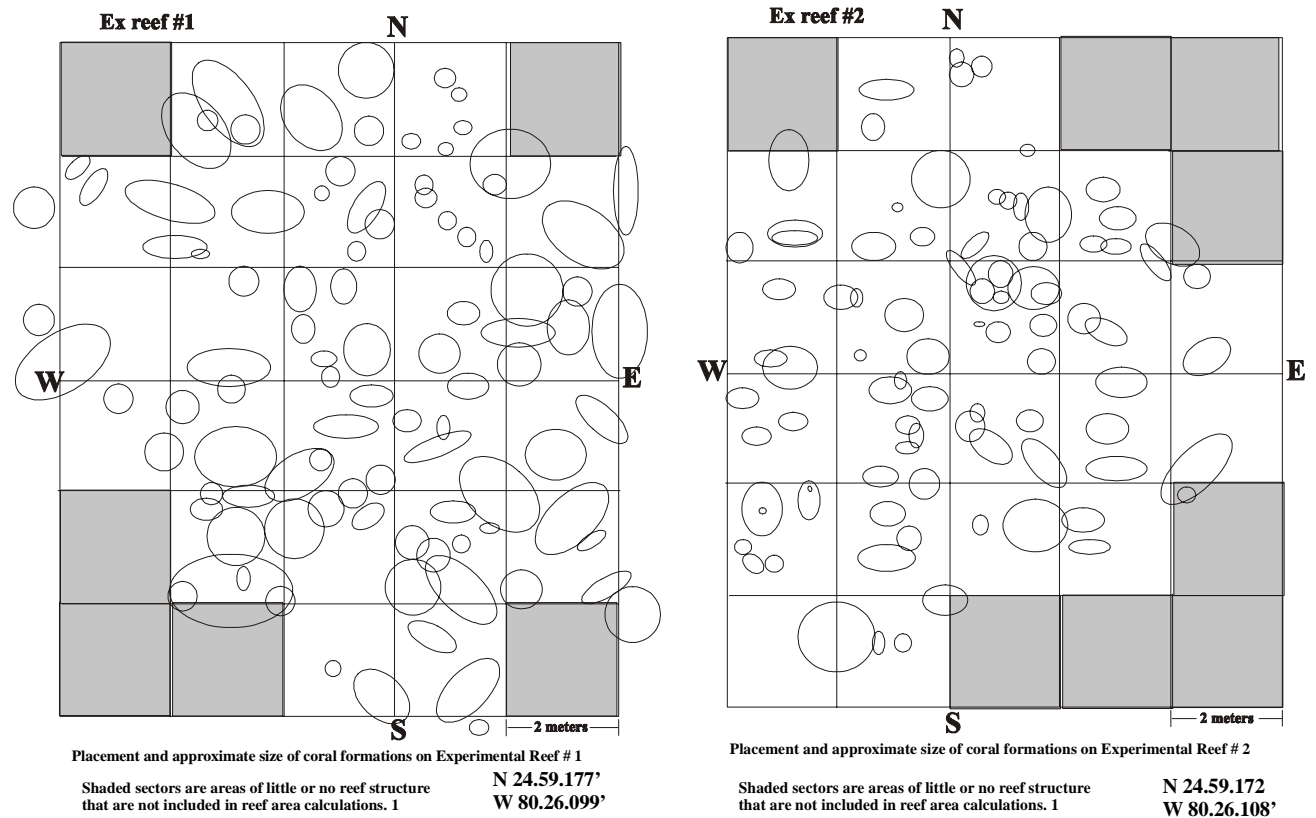 Ex reef #1
N
W
E
S
2 meters
Placement and approximate size of coral formations on Experimental Reef # 1
Shaded sectors are areas of little or no reef structure
that are not included in reef area calculations. 1
N 24.59.177’
W 80.26.099’
Ex reef #2
N
W
E
S
2 meters
Placement and approximate size of coral formations on Experimental Reef # 2
Shaded sectors are areas of little or no reef structure
that are not included in reef area calculations. 1
N 24.59.172
W 80.26.108’